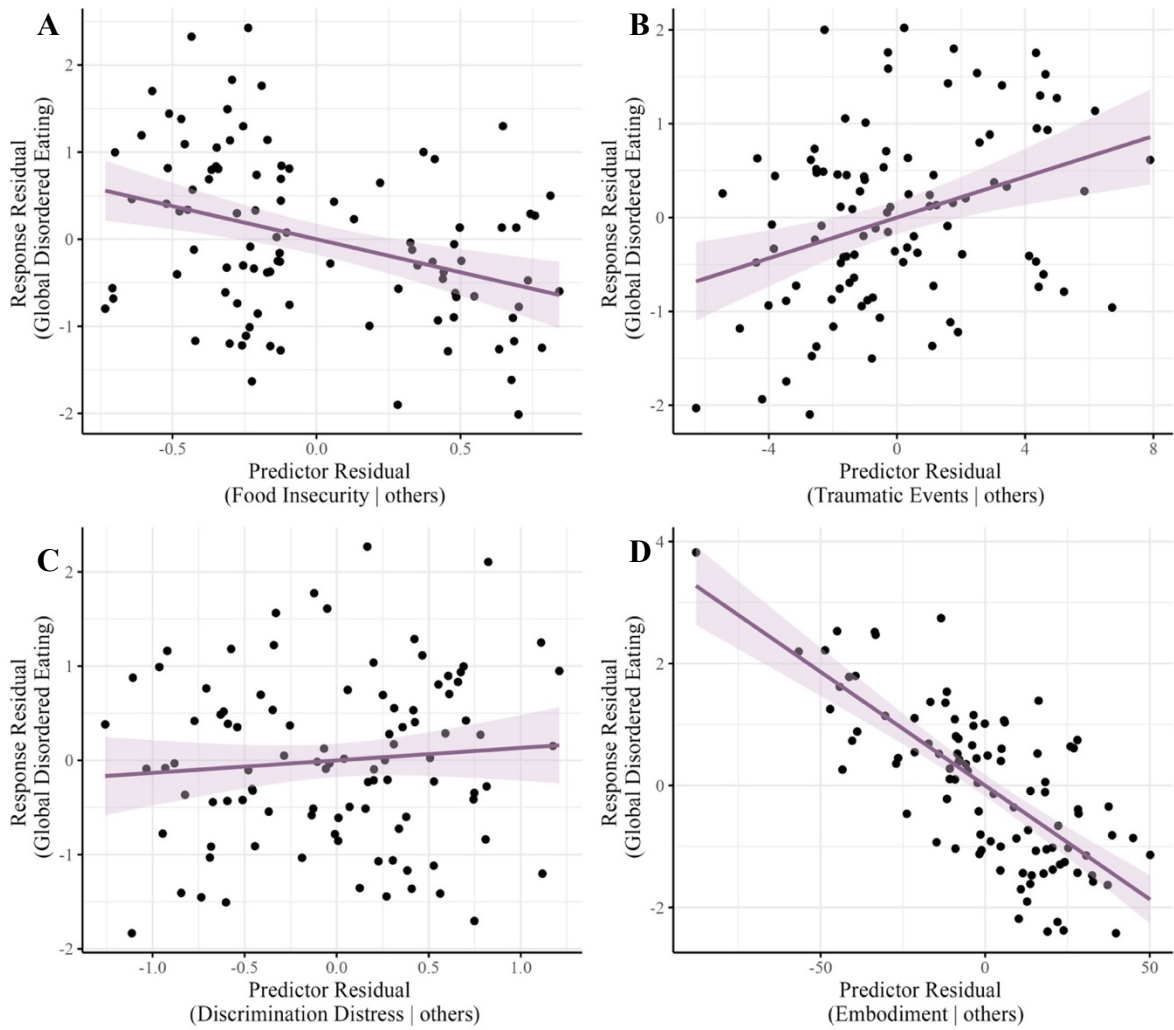 A
Response Residual
(Global Disordered Eating)
2
1
0
-1
-2
-0.5
0.0
0.5
Predictor Residual
(Food Insecurity | others)
B
Response Residual
(Global Disordered Eating)
2
1
0
-1
-2
-4
0
4
8
Predictor Residual
(Traumatic Events | others)
C
Response Residual
(Global Disordered Eating)
2
1
0
-1
-2
-1.0
-0.5
0.0
0.5
1.0
Predictor Residual
(Discrimination Distress | others)
D
Response Residual
(Global Disordered Eating)
4
2
0
-2
-50
0
50
Predictor Residual
(Embodiment | others)